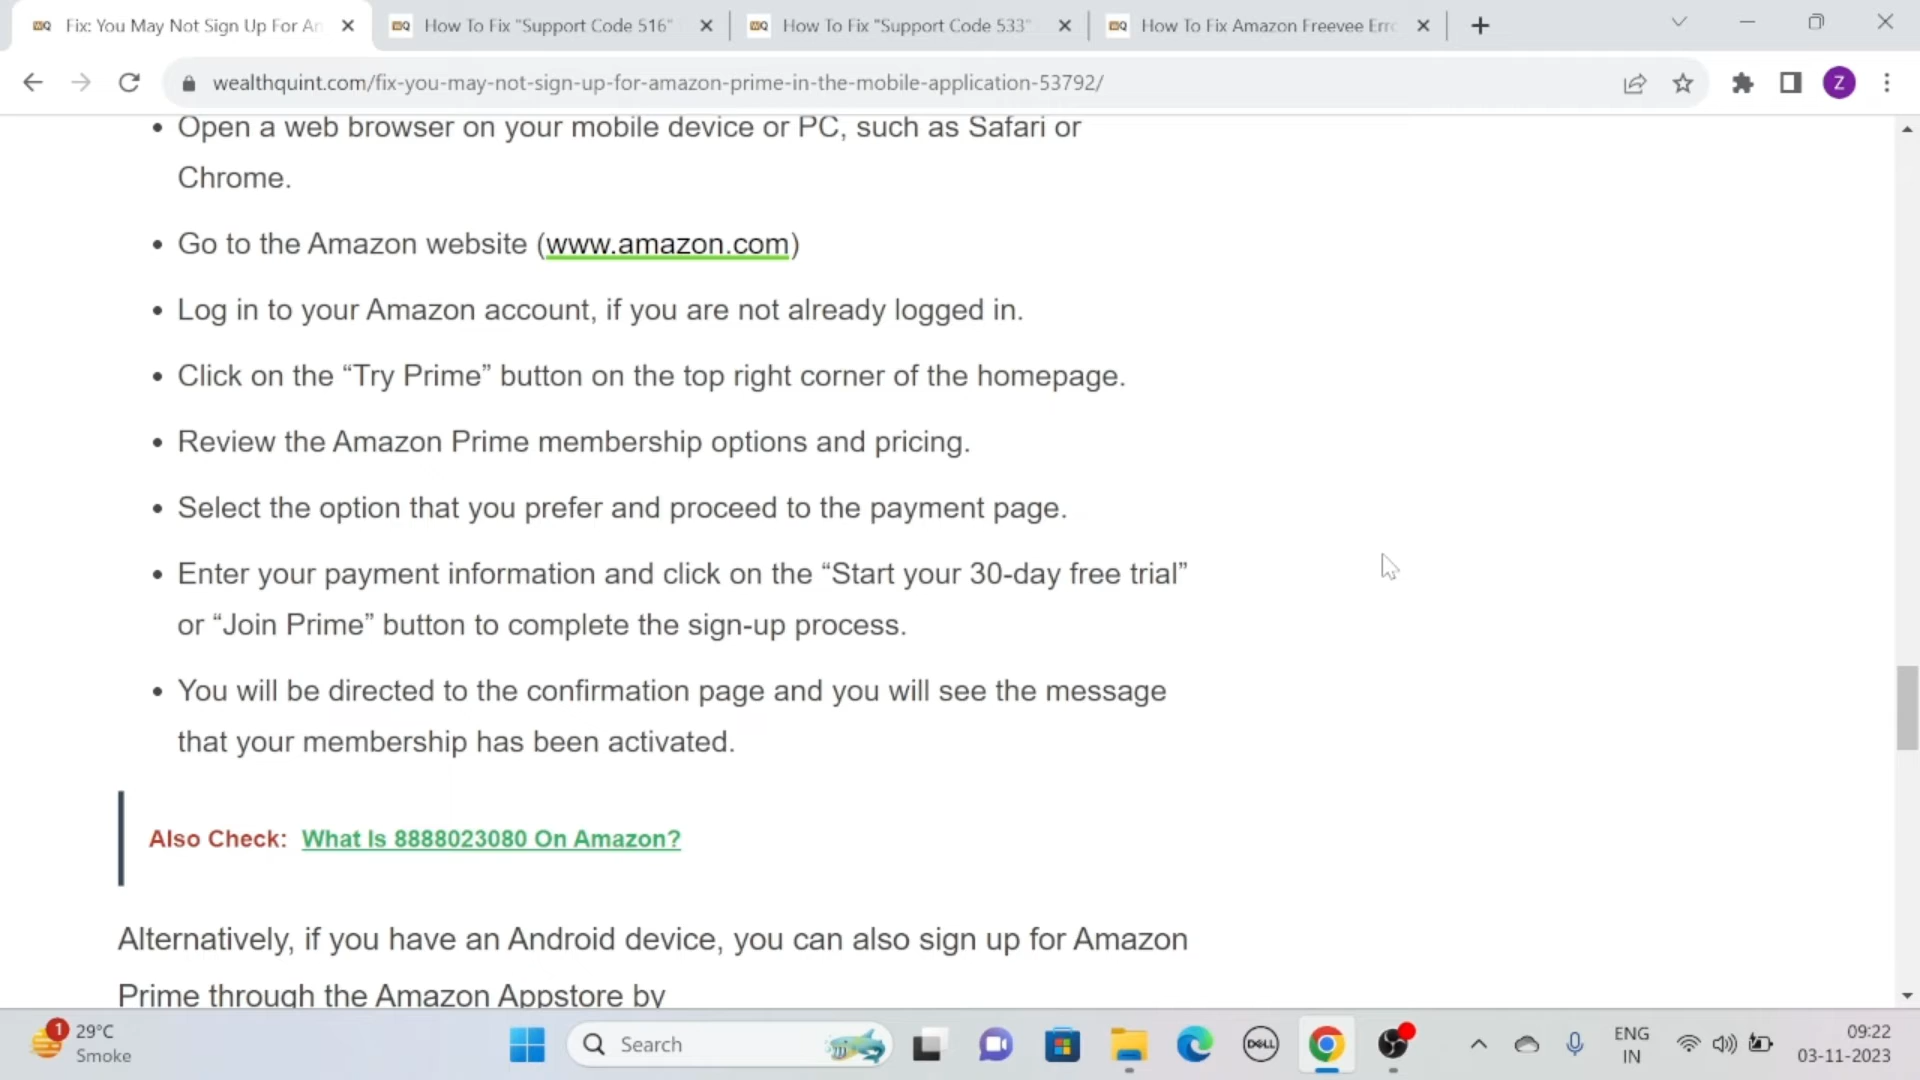 Fix: You May Not Sign Up For An
How To Fix "Support Code 516"
How To Fix "Support Code 533"
How To Fix Amazon Freevee Erro
wealthquint.com/fix-you-may-not-sign-up-for-amazon-prime-in-the-mobile-application-53792/
Z
• Open a web browser on your mobile device or PC, such as Safari or
Chrome.
• Go to the Amazon website (www.amazon.com)
• Log in to your Amazon account, if you are not already logged in.
• Click on the “Try Prime” button on the top right corner of the homepage.
• Review the Amazon Prime membership options and pricing.
• Select the option that you prefer and proceed to the payment page.
• Enter your payment information and click on the “Start your 30-day free trial”
or “Join Prime” button to complete the sign-up process.
• You will be directed to the confirmation page and you will see the message
that your membership has been activated.
Also Check: What Is 8888023080 On Amazon?
Alternatively, if you have an Android device, you can also sign up for Amazon
Prime through the Amazon Appstore by
1
29°C
Smoke
Search
DELL
ENG
IN
09:22
03-11-2023